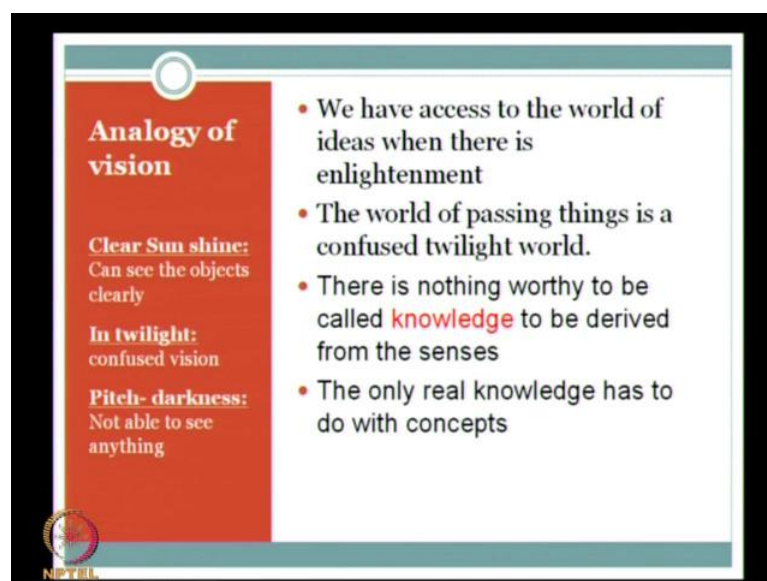 Analogy of
vision
Clear Sun shine:
Can see the objects
clearly
In twilight:
confused vision
Pitch- darkness:
Not able to see
anything
• We have access to the world of
ideas when there is
enlightenment
• The world of passing things is a
confused twilight world.
• There is nothing worthy to be
called knowledge to be derived
from the senses
• The only real knowledge has to
do with concepts
NPTEL